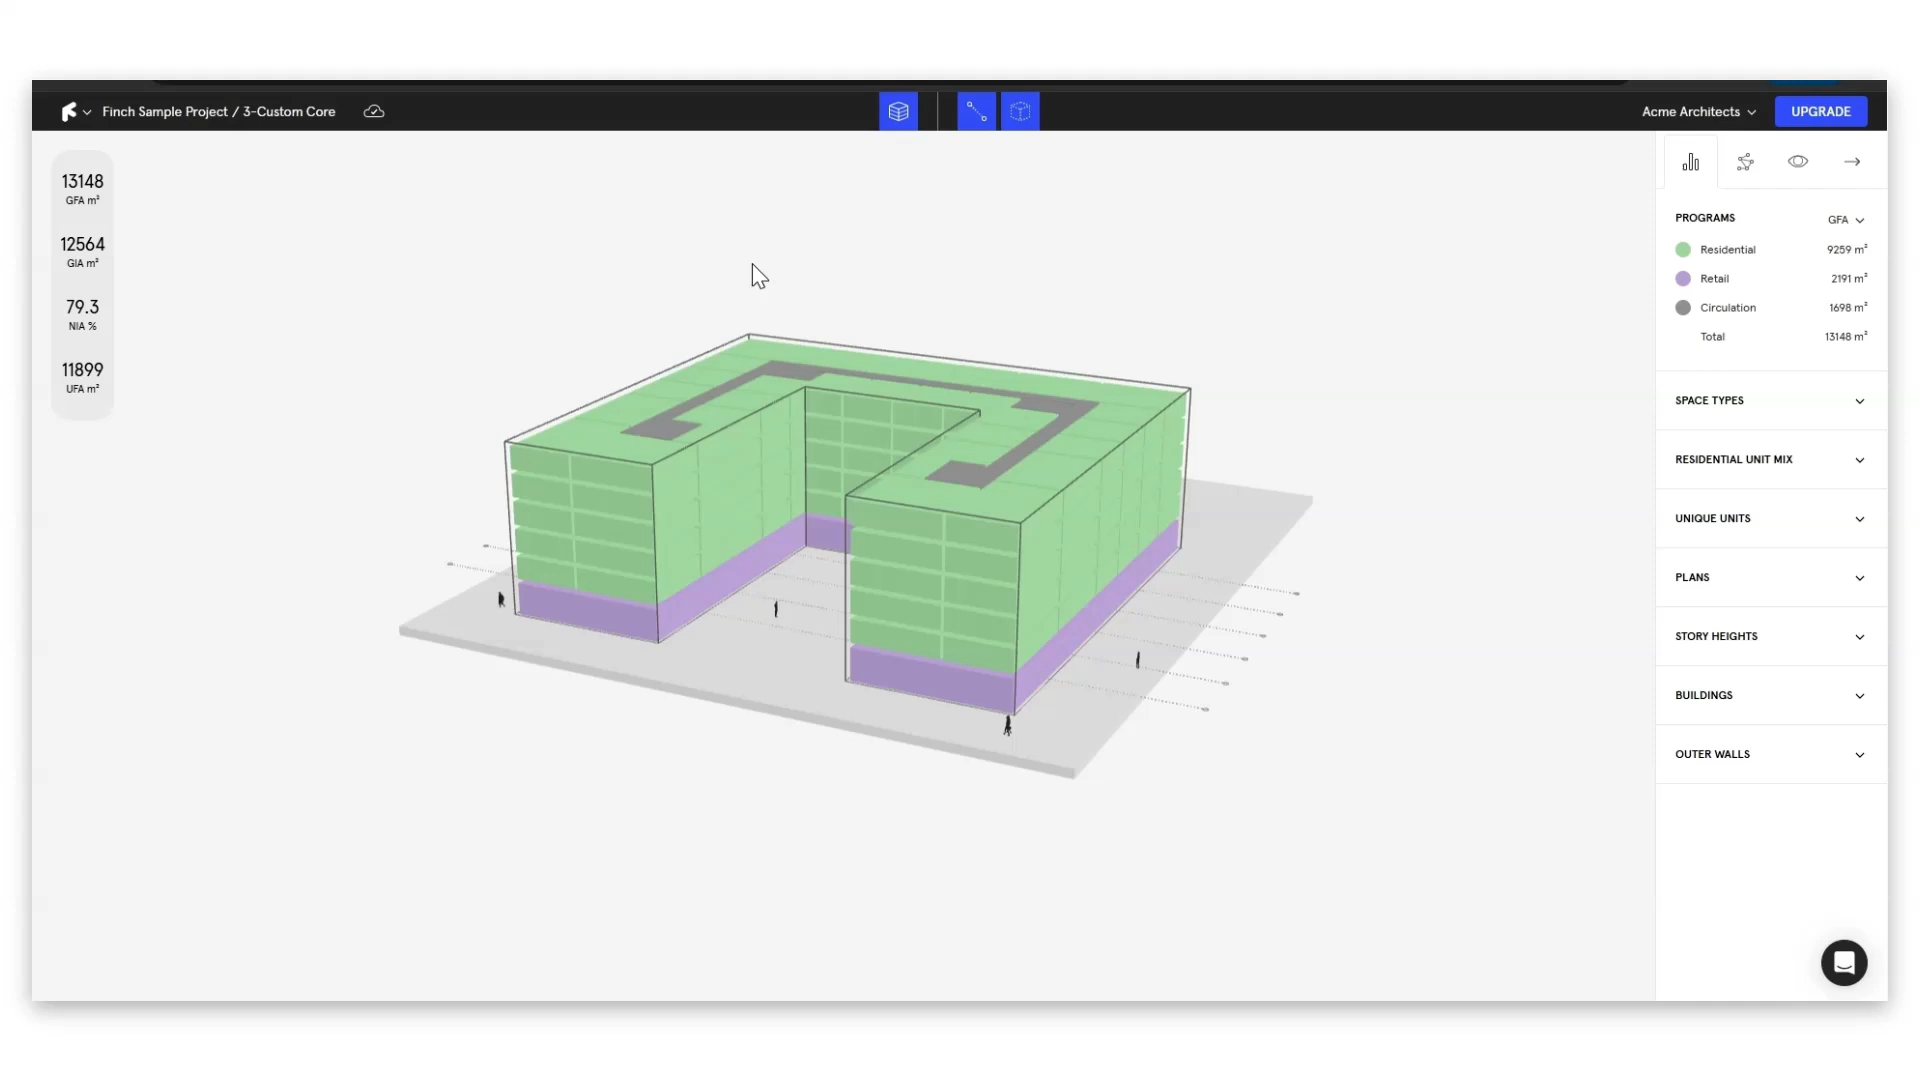 Finch Sample Project / 3-Custom Core
Acme Architects
UPGRADE
13148
GFA m²
12564
GIA m²
79.3
NIA %
11899
UFA m²
PROGRAMS
GFA
Residential 9259 m²
Retail 2191 m²
Circulation 1698 m²
Total 13148 m²
SPACE TYPES
RESIDENTIAL UNIT MIX
UNIQUE UNITS
PLANS
STORY HEIGHTS
BUILDINGS
OUTER WALLS